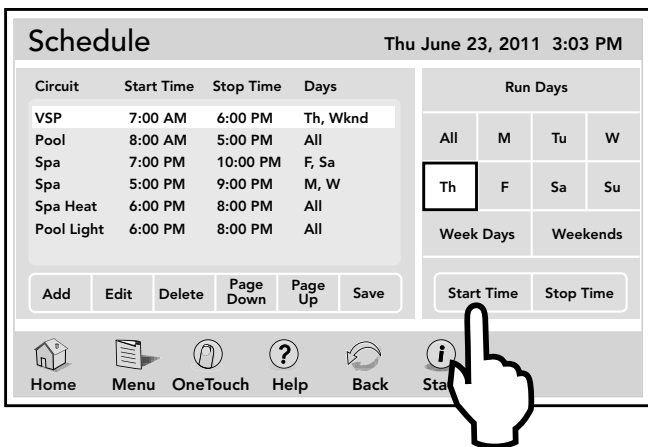 Schedule
Thu June 23, 2011 3:03 PM
Circuit Start Time Stop Time Days
VSP 7:00 AM 6:00 PM Th, Wknd
Pool 8:00 AM 5:00 PM All
Spa 7:00 PM 10:00 PM F, Sa
Spa 5:00 PM 9:00 PM M, W
Spa Heat 6:00 PM 8:00 PM All
Pool Light 6:00 PM 8:00 PM All
Add Edit Delete Page Down Page Up Save
Run Days
All M Tu W
Th F Sa Su
Week Days Weekends
Start Time Stop Time
Home Menu OneTouch Help Back